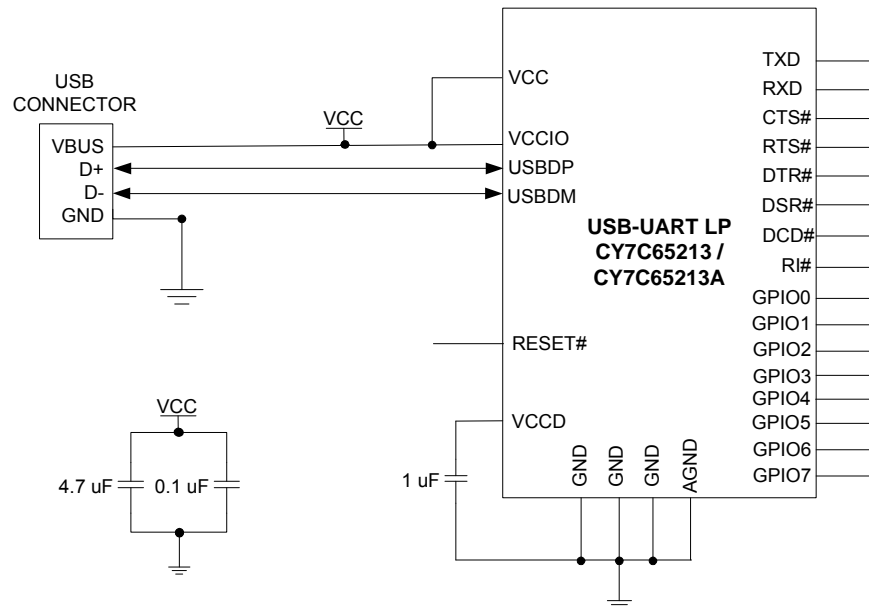 USB
CONNECTOR
VBUS
D+
D-
GND
VCC
VCC
VCCIO
USBDP
USBDM
RESET#
VCCD
USB-UART LP
CY7C65213 /
CY7C65213A
TXD
RXD
CTS#
RTS#
DTR#
DSR#
DCD#
RI#
GPIO0
GPIO1
GPIO2
GPIO3
GPIO4
GPIO5
GPIO6
GPIO7
GND
GND
GND
AGND
VCC
4.7 uF
0.1 uF
1 uF